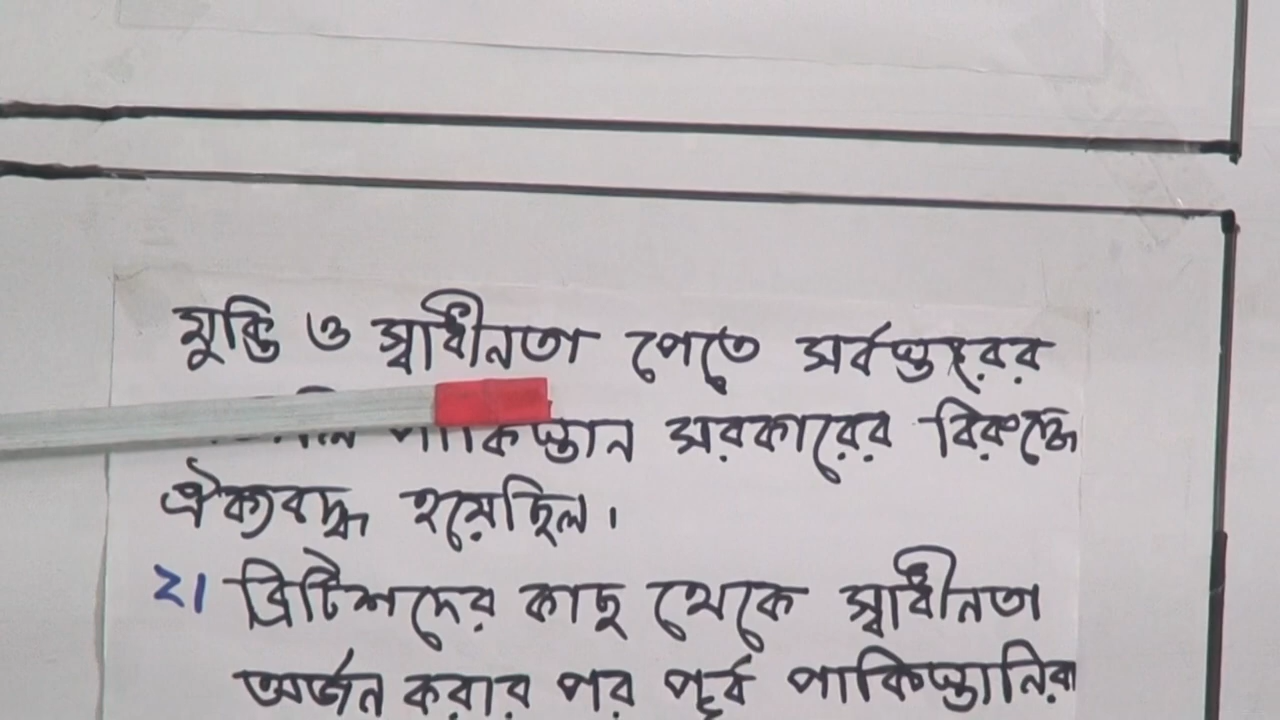 মুক্তি ও স্বাধীনতা পেতে সর্বস্তরের
পাকিস্তান সরকারের বিরুদ্ধে
ঐক্যবদ্ধ হয়েছিল।
২। ব্রিটিশদের কাছ থেকে স্বাধীনতা
অর্জন করার পর পূর্ব পাকিস্তানিরা